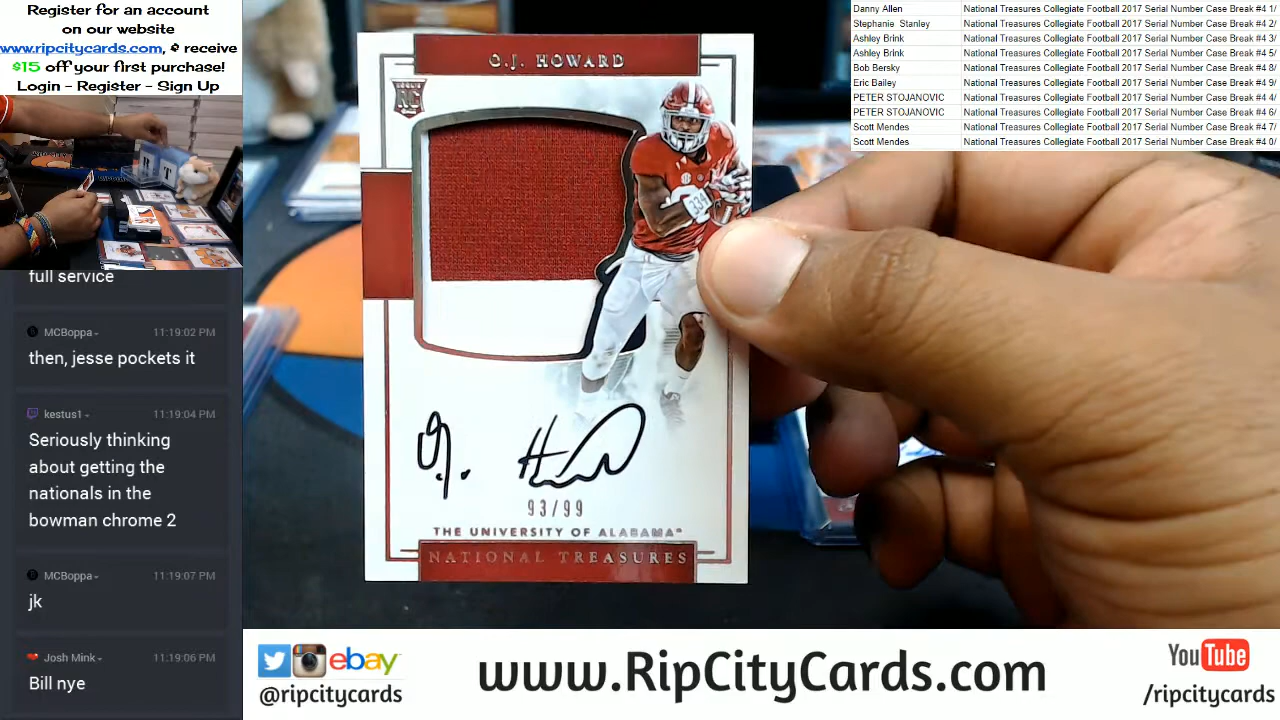 Register for an account
on our website
www.ripcitycards.com, & receive
$15 off your first purchase!
Login - Register - Sign Up
full service
MCBoppa 11:19:02 PM
then, jesse pockets it
kestus1 11:19:04 PM
Seriously thinking
about getting the
nationals in the
bowman chrome 2
MCBoppa 11:19:07 PM
jk
Josh Mink 11:19:06 PM
Bill nye
O.J. HOWARD
O.J. H
93/99
THE UNIVERSITY OF ALABAMA®
NATIONAL TREASURES
Danny Allen National Treasures Collegiate Football 2017 Serial Number Case Break #4 1/
Stephanie Stanley National Treasures Collegiate Football 2017 Serial Number Case Break #4 2/
Ashley Brink National Treasures Collegiate Football 2017 Serial Number Case Break #4 3/
Ashley Brink National Treasures Collegiate Football 2017 Serial Number Case Break #4 5/
Bob Bersky National Treasures Collegiate Football 2017 Serial Number Case Break #4 8/
Eric Bailey National Treasures Collegiate Football 2017 Serial Number Case Break #4 9/
PETER STOJANOVIC National Treasures Collegiate Football 2017 Serial Number Case Break #4 4/
PETER STOJANOVIC National Treasures Collegiate Football 2017 Serial Number Case Break #4 6/
Scott Mendes National Treasures Collegiate Football 2017 Serial Number Case Break #4 7/
Scott Mendes National Treasures Collegiate Football 2017 Serial Number Case Break #4 0/
ebay
@ripcitycards
www.RipCityCards.com
YouTube
/ripcitycards